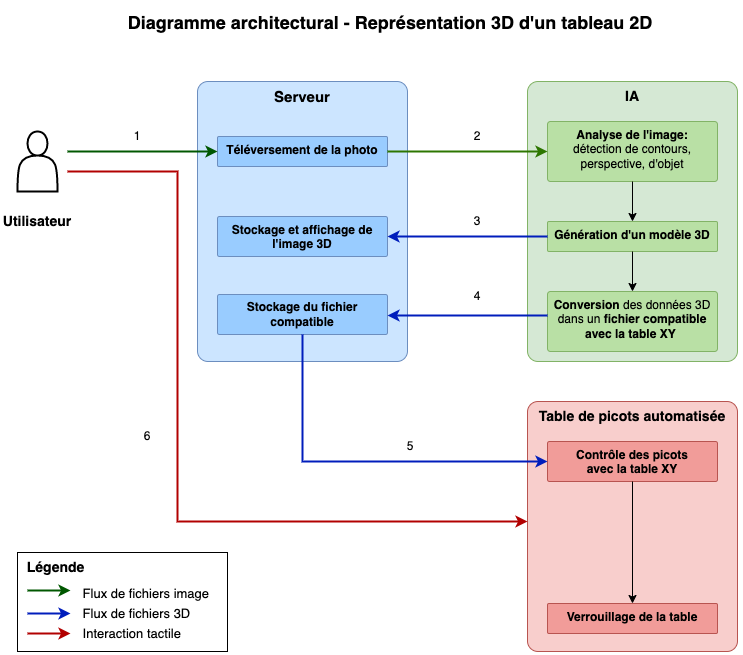 Diagramme architectural - Représentation 3D d'un tableau 2D
Serveur
IA
1
Téléversement de la photo
2
Analyse de l'image:
détection de contours,
perspective, d'objet
Utilisateur
Stockage et affichage de
l'image 3D
3
Génération d'un modèle 3D
Stockage du fichier
compatible
4
Conversion des données 3D
dans un fichier compatible
avec la table XY
Table de picots automatisée
6
5
Contrôle des picots
avec la table XY
Verrouillage de la table
Légende
Flux de fichiers image
Flux de fichiers 3D
Interaction tactile